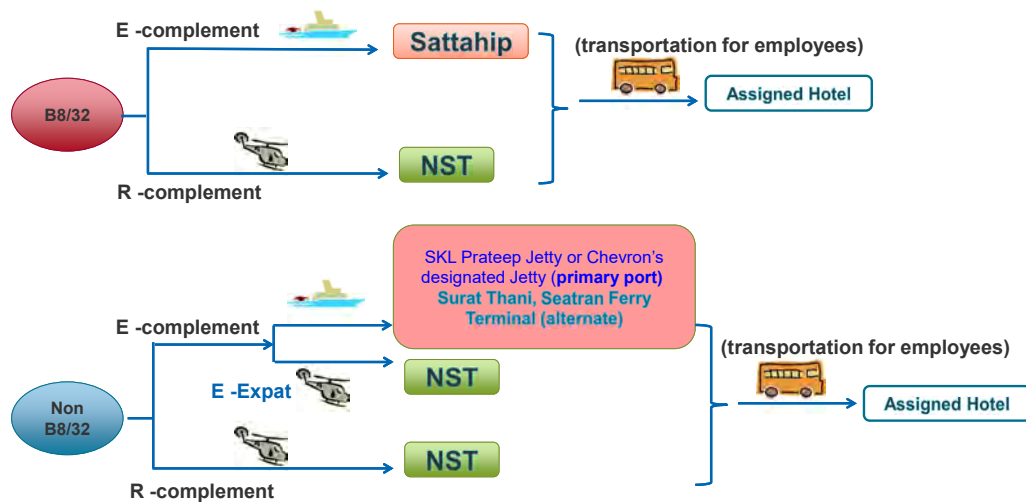 E -complement
Sattahip
(transportation for employees)
Assigned Hotel
B8/32
NST
R -complement
SKL Prateep Jetty or Chevron's
designated Jetty (primary port)
Surat Thani, Seatran Ferry
Terminal (alternate)
E -complement
(transportation for employees)
NST
E -Expat
Assigned Hotel
Non
B8/32
NST
R -complement